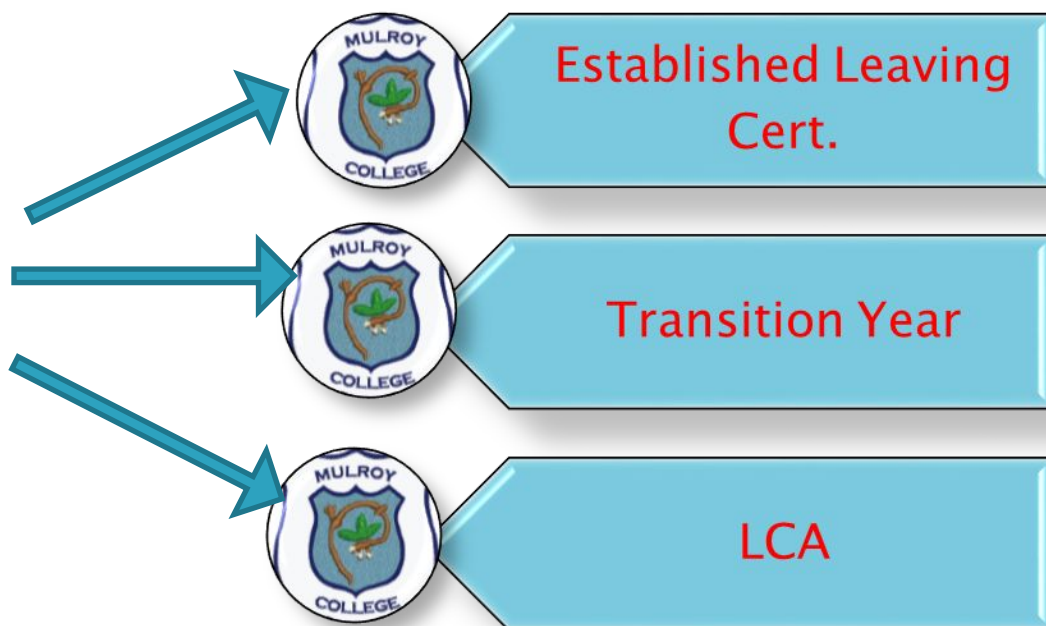 MULROY
COLLEGE
Established Leaving
Cert.
MULROY
COLLEGE
Transition Year
MULROY
COLLEGE
LCA